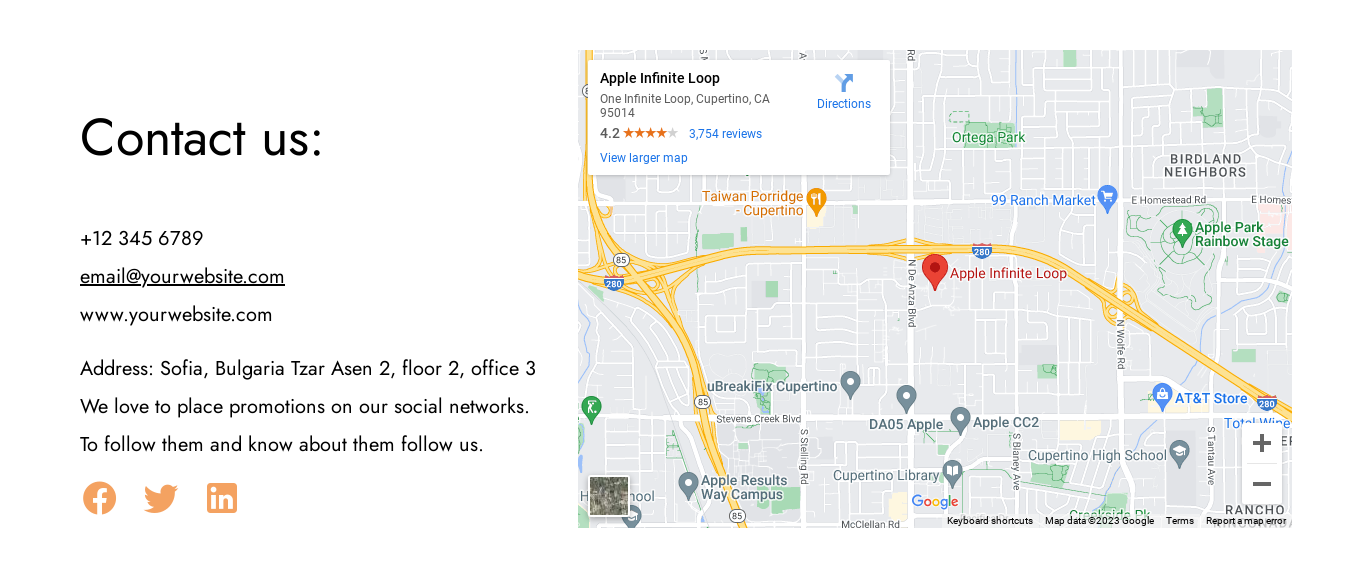 Contact us:
+12 345 6789
email@yourwebsite.com
www.yourwebsite.com
Address: Sofia, Bulgaria Tzar Asen 2, floor 2, office 3
We love to place promotions on our social networks.
To follow them and know about them follow us.
Apple Infinite Loop
One Infinite Loop, Cupertino, CA
95014
Directions
4.2
3,754 reviews
View larger map
Ortega Park
BIRDLAND
NEIGHBORS
Taiwan Porridge
- Cupertino
99 Ranch Market
E Homestead Rd
E Homes
Apple Park
Rainbow Stage
85
280
280
N De Anza Blvd
Apple Infinite Loop
N Wolfe Rd
uBreakiFix Cupertino
85
Stevens Creek Blvd
DA05 Apple
Apple CC2
AT&T Store
280
Total Wine
S Stelling Rd
S Blaney Ave
S Tantau Ave
Cupertino High School
Cupertino Library
Apple Results
Way Campus
85
McClellan Rd
Google
Creekside Pk
RANCHO
Keyboard shortcuts
Map data ©2023 Google
Terms
Report a map error